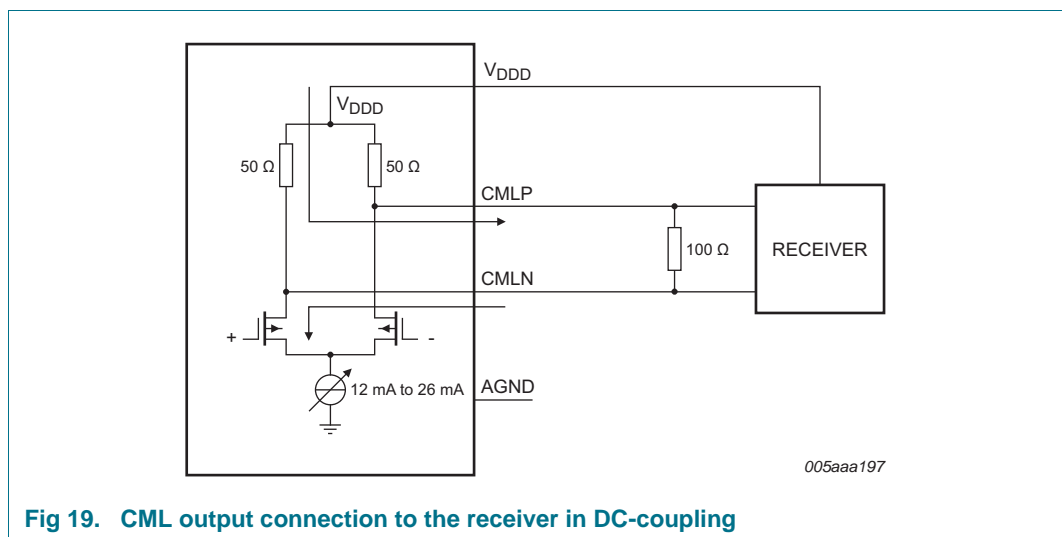 VDDD
VDDD
50 Ω
50 Ω
CMLP
100 Ω
RECEIVER
CMLN
+
-
12 mA to 26 mA
AGND
005aaa197
Fig 19. CML output connection to the receiver in DC-coupling